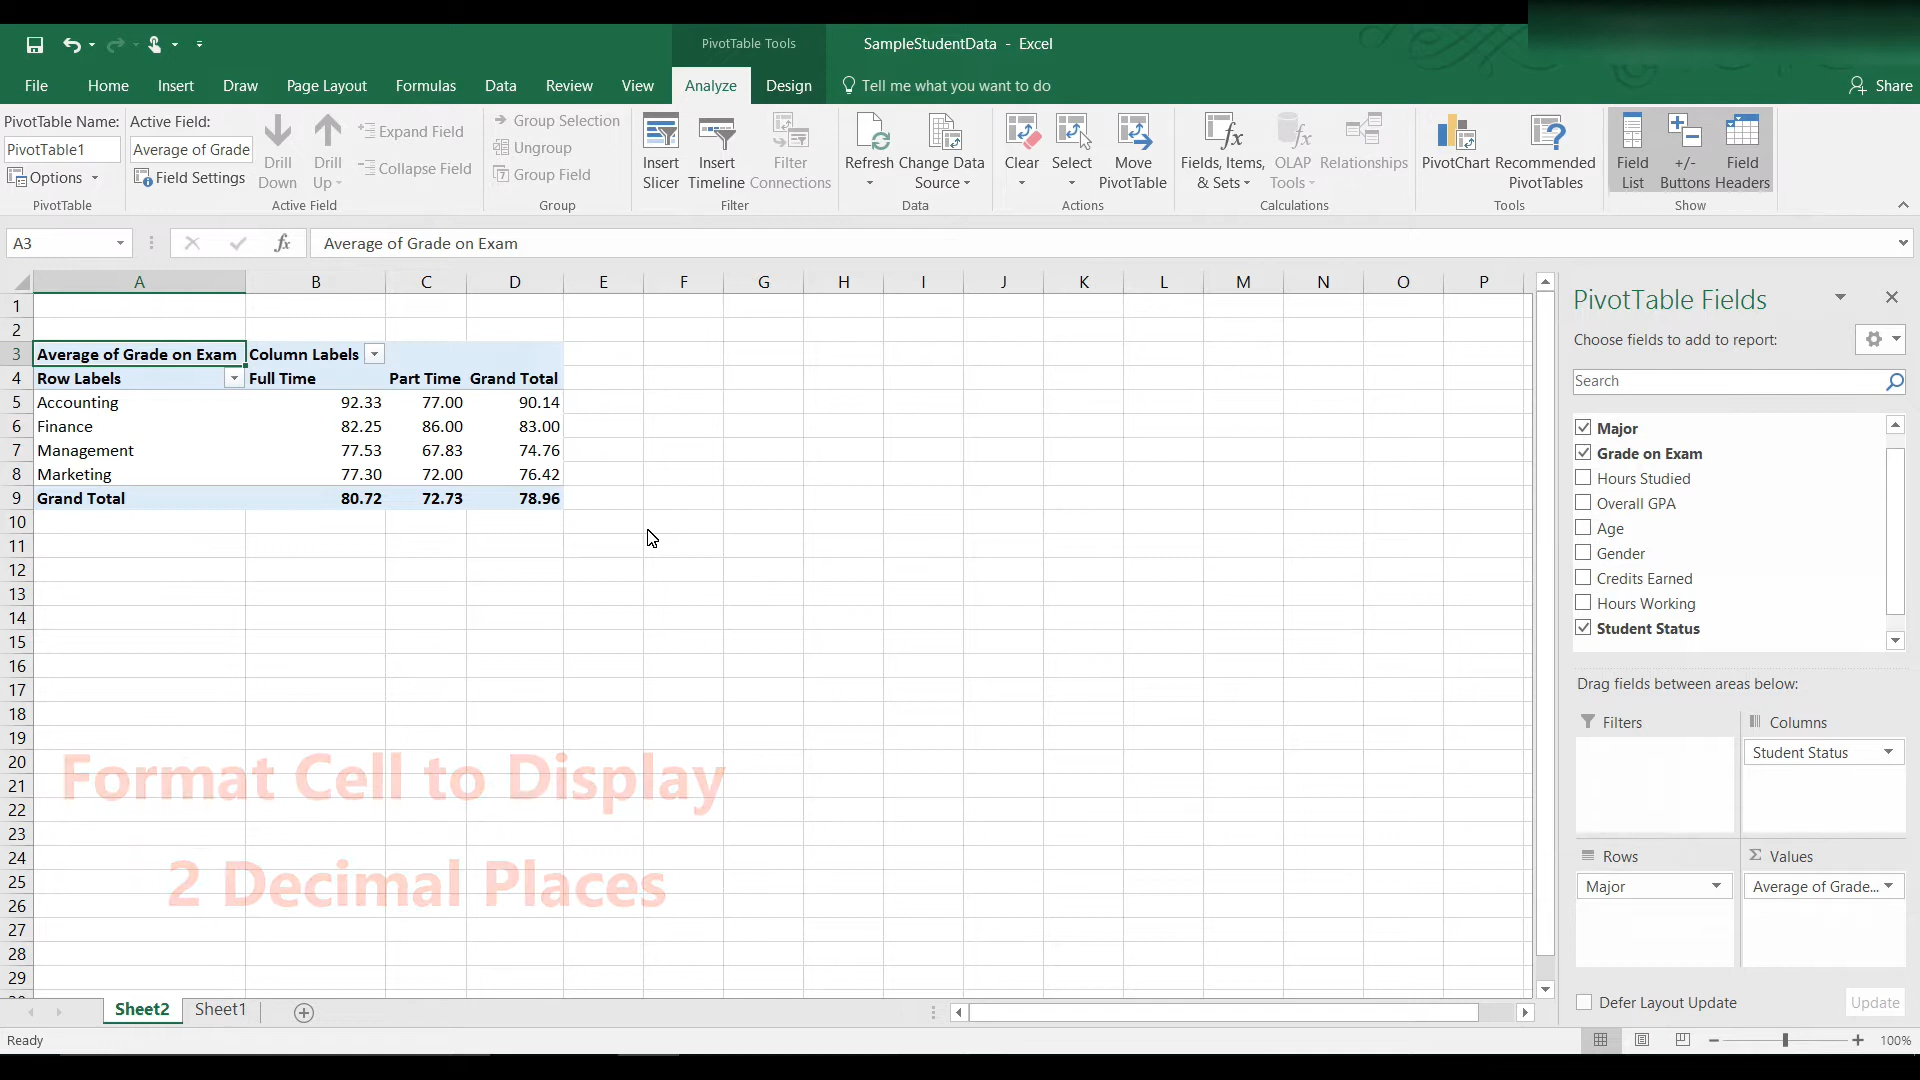 PivotTable Tools
SampleStudentData - Excel
File Home Insert Draw Page Layout Formulas Data Review View Analyze Design Tell me what you want to do Share
PivotTable Name:
PivotTable1
Options
PivotTable
Active Field:
Average of Grade
Field Settings
Drill Down
Drill Up
Expand Field
Collapse Field
Active Field
Group Selection
Ungroup
Group Field
Group
Insert Slicer
Insert Timeline
Filter Connections
Filter
Refresh
Change Data Source
Data
Clear
Select
Move PivotTable
Actions
Fields, Items, & Sets
OLAP Tools
Relationships
Calculations
PivotChart
Recommended PivotTables
Tools
Field List
+/- Buttons
Field Headers
Show
A3 fx Average of Grade on Exam
A B C D E F G H I J K L M N O P
1
2
3 Average of Grade on Exam Column Labels
4 Row Labels Full Time Part Time Grand Total
5 Accounting 92.33 77.00 90.14
6 Finance 82.25 86.00 83.00
7 Management 77.53 67.83 74.76
8 Marketing 77.30 72.00 76.42
9 Grand Total 80.72 72.73 78.96
10
11
12
13
14
15
16
17
18
19
20
21
22
23
24
25
26
27
28
29
Format Cell to Display
2 Decimal Places
PivotTable Fields
Choose fields to add to report:
Search
Major
Grade on Exam
Hours Studied
Overall GPA
Age
Gender
Credits Earned
Hours Working
Student Status
Drag fields between areas below:
Filters
Columns
Student Status
Rows
Major
Σ Values
Average of Grade...
Defer Layout Update
Update
Sheet2 Sheet1
Ready
100%